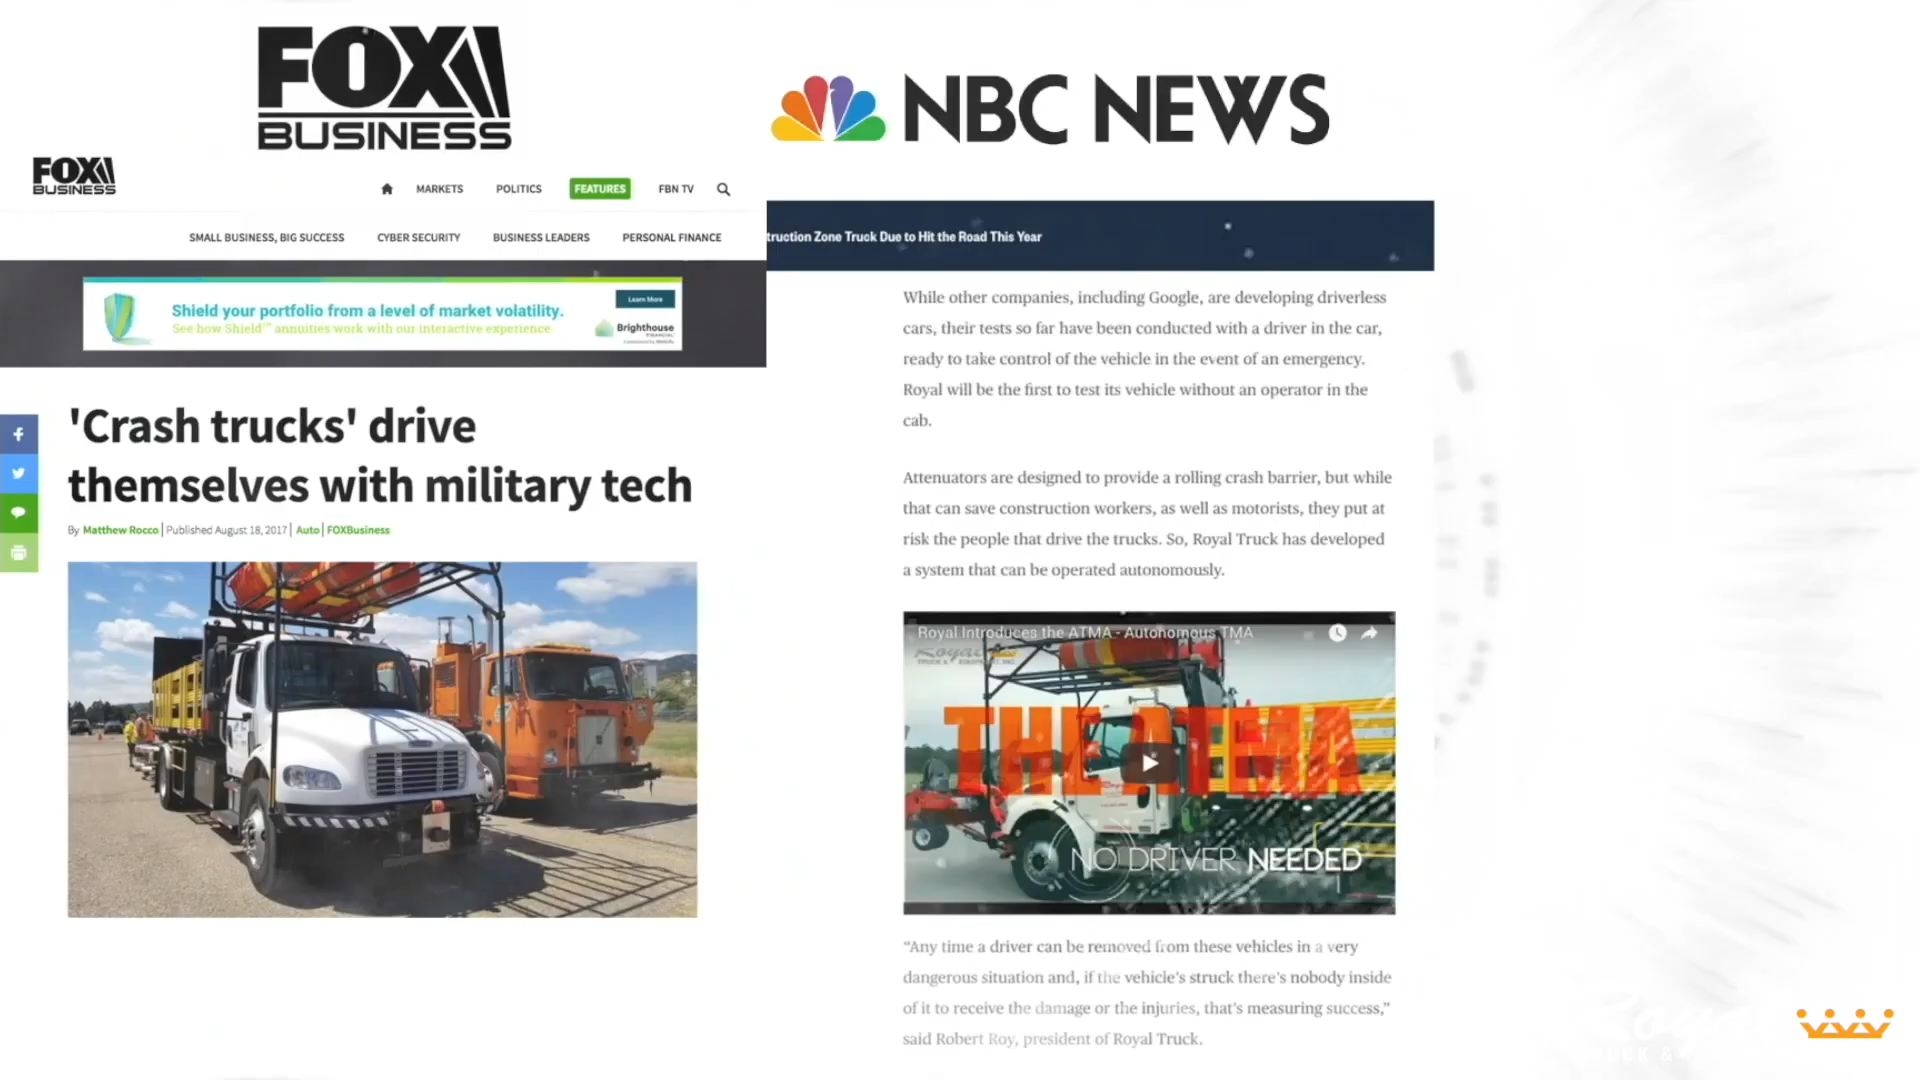 FOX
BUSINESS
FOX
BUSINESS
MARKETS POLITICS FEATURES FBN TV
SMALL BUSINESS, BIG SUCCESS CYBER SECURITY BUSINESS LEADERS PERSONAL FINANCE
Shield your portfolio from a level of market volatility.
See how Shield™ annuities work with our interactive experience.
Learn More
Brighthouse
FINANCIAL
'Crash trucks' drive
themselves with military tech
By Matthew Rocco | Published August 18, 2017 | Auto | FOXBusiness
NBC NEWS
truction Zone Truck Due to Hit the Road This Year
While other companies, including Google, are developing driverless
cars, their tests so far have been conducted with a driver in the car,
ready to take control of the vehicle in the event of an emergency.
Royal will be the first to test its vehicle without an operator in the
cab.
Attenuators are designed to provide a rolling crash barrier, but while
that can save construction workers, as well as motorists, they put at
risk the people that drive the trucks. So, Royal Truck has developed
a system that can be operated autonomously.
Royal Introduces the ATMA - Autonomous TMA
Royal
TRUCK & EQUIPMENT, INC.
THE ATMA
NO DRIVER NEEDED
“Any time a driver can be removed from these vehicles in a very
dangerous situation and, if the vehicle's struck there's nobody inside
of it to receive the damage or the injuries, that's measuring success,”
said Robert Roy, president of Royal Truck.